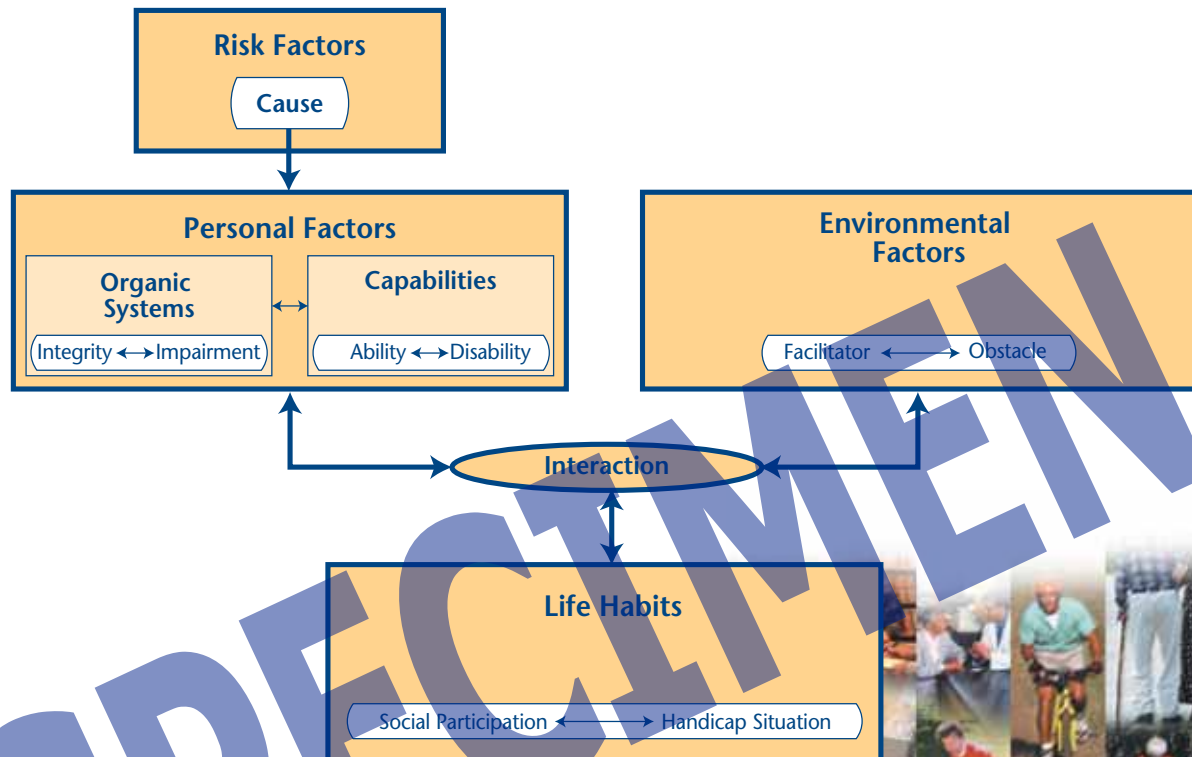 Risk Factors
Cause
Personal Factors
Organic
Systems
Integrity Impairment
Capabilities
Ability Disability
Environmental
Factors
Facilitator Obstacle
Interaction
Life Habits
Social Participation Handicap Situation
SPECIMEN